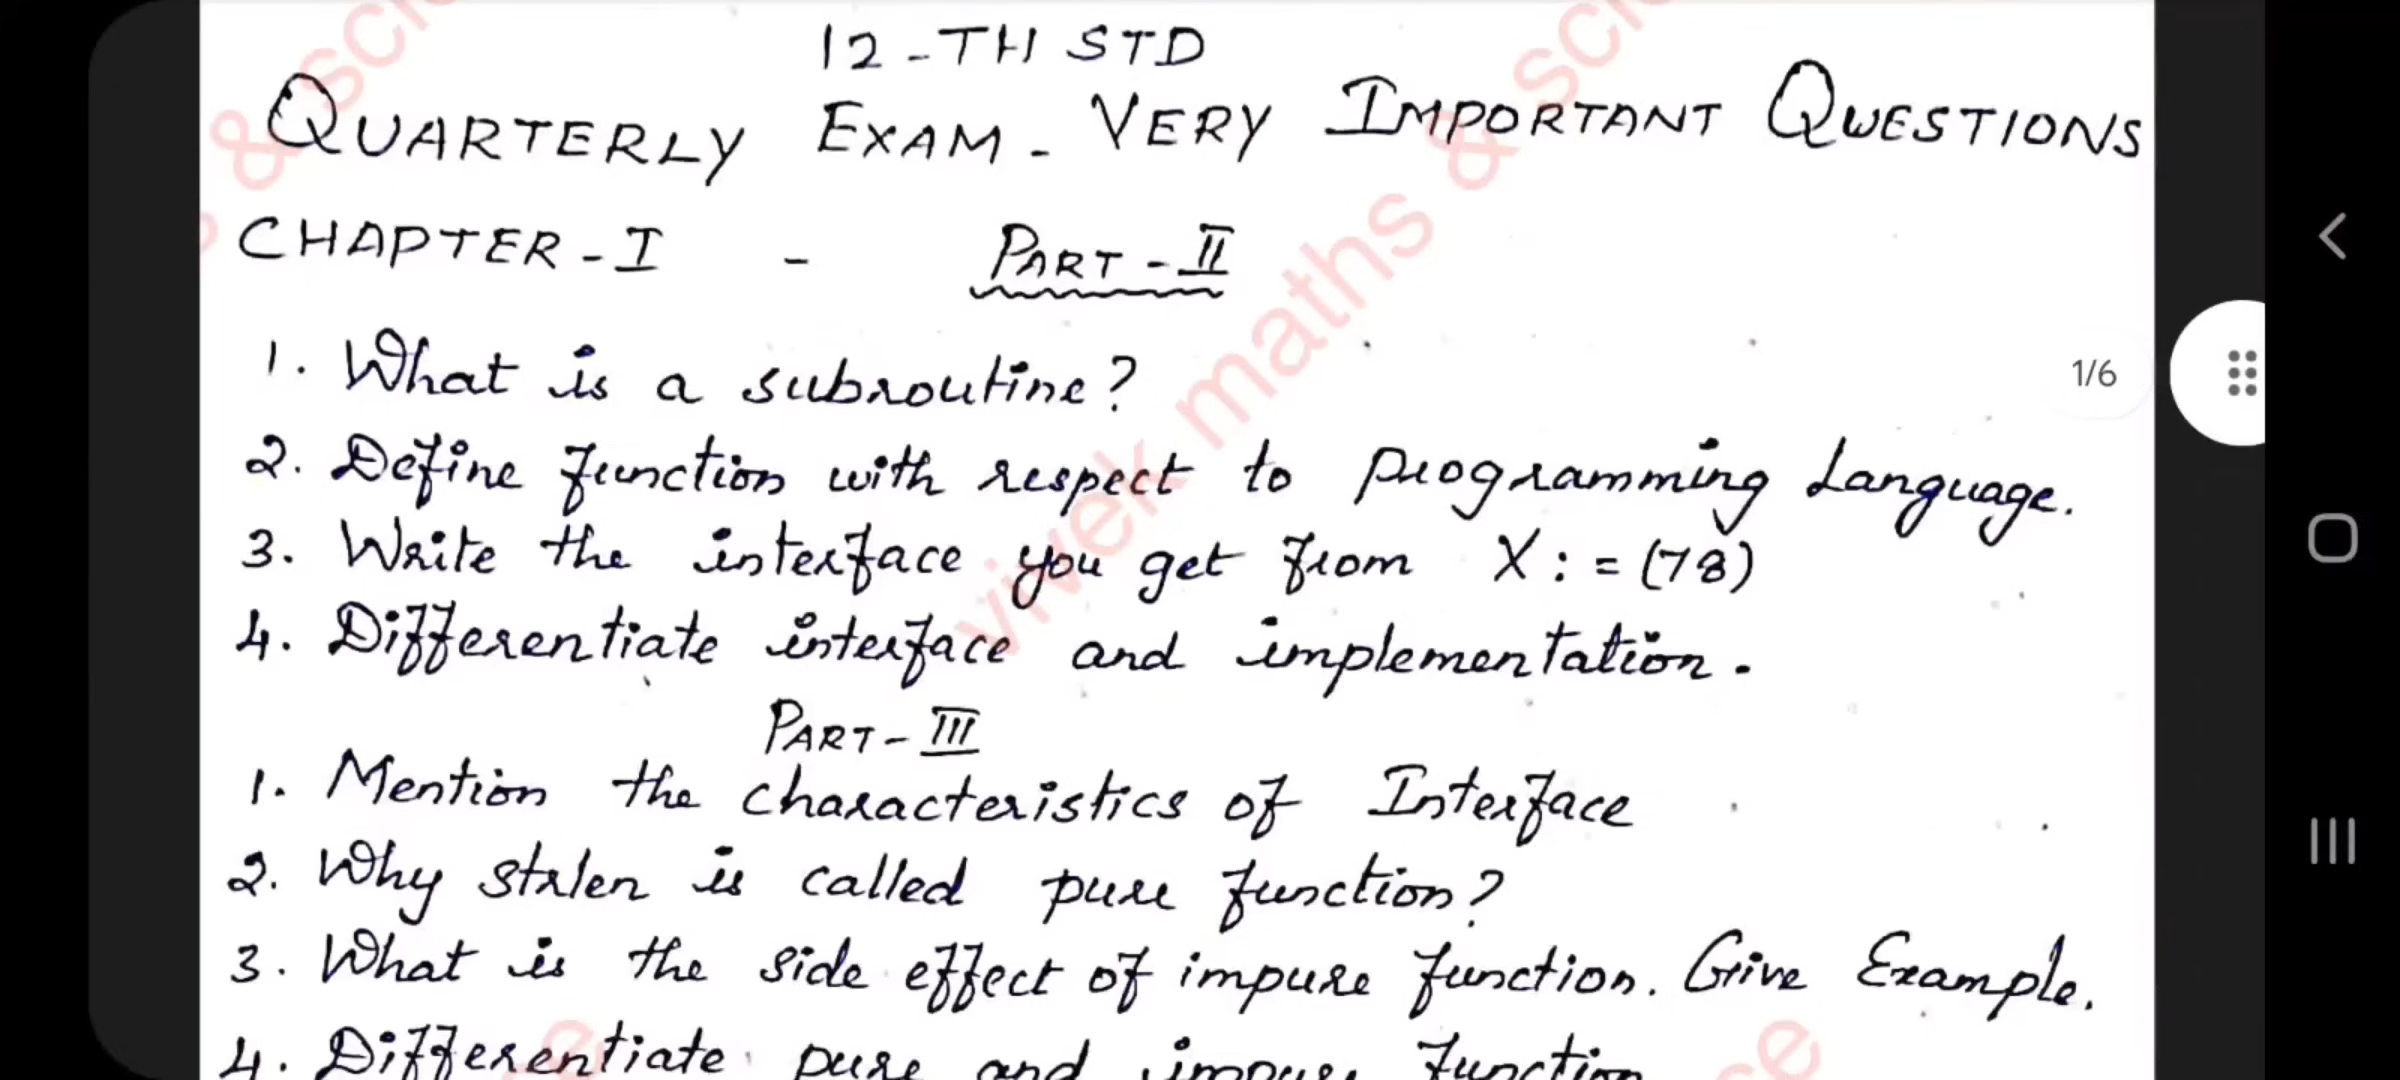 12-TH STD
QUARTERLY EXAM - VERY IMPORTANT QUESTIONS
CHAPTER-I - PART-II
1. What is a subroutine?
2. Define function with respect to programming Language.
1/6
3. Write the interface you get from X:=(78)
4. Differentiate interface and implementation.
PART-III
1. Mention the characteristics of Interface
2. Why strlen is called pure function?
3. What is the side effect of impure function. Give Example.
4. Differentiate pure and impure function
vivek maths & science